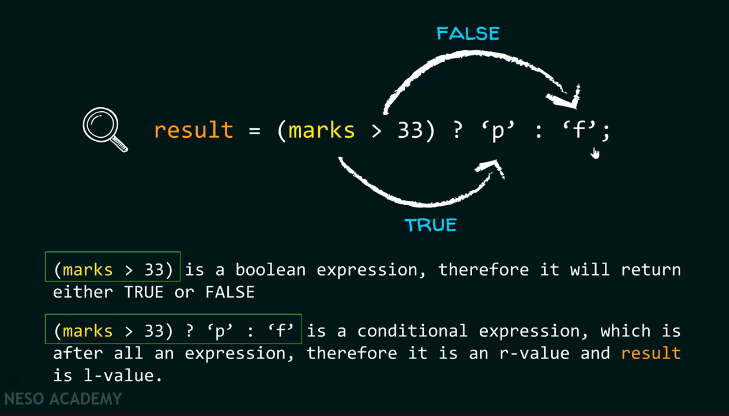 FALSE
result = (marks > 33) ? ‘p’ : ‘f’;
TRUE
(marks > 33) is a boolean expression, therefore it will return
either TRUE or FALSE
(marks > 33) ? ‘p’ : ‘f’ is a conditional expression, which is
after all an expression, therefore it is an r-value and result
is l-value.
NESO ACADEMY